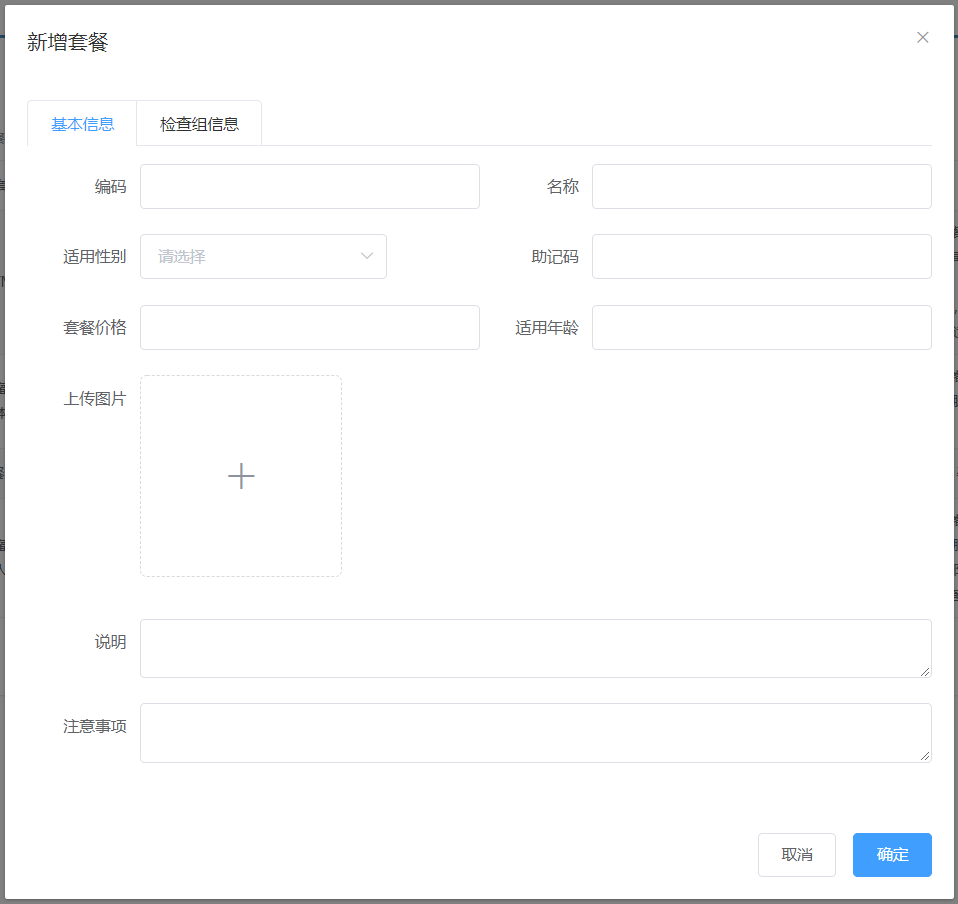 新增套餐
基本信息 检查组信息
编码 名称
适用性别 请选择 助记码
套餐价格 适用年龄
上传图片
说明
注意事项
取消 确定